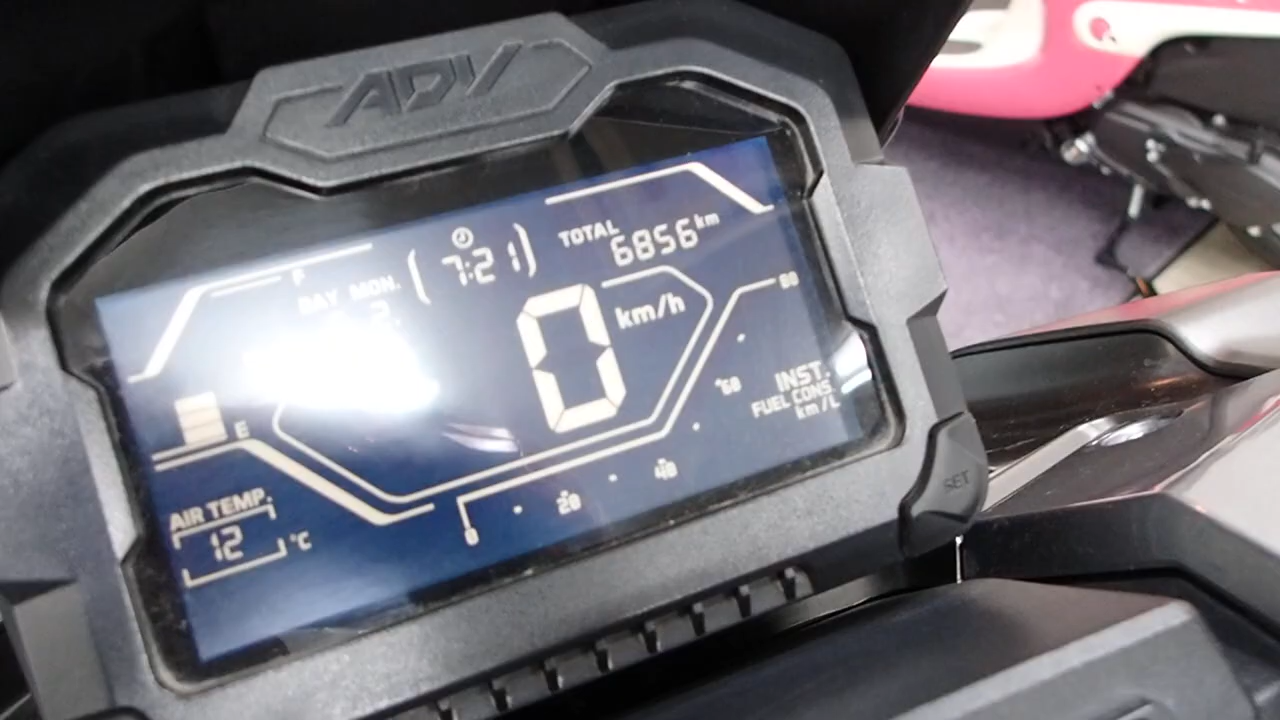 ADV
TOTAL
6856 km
7:21
DAY MON.
F
0
km/h
80
60
INST.
FUEL CONS.
km/L
E
40
20
0
AIR TEMP.
12 °C
SET